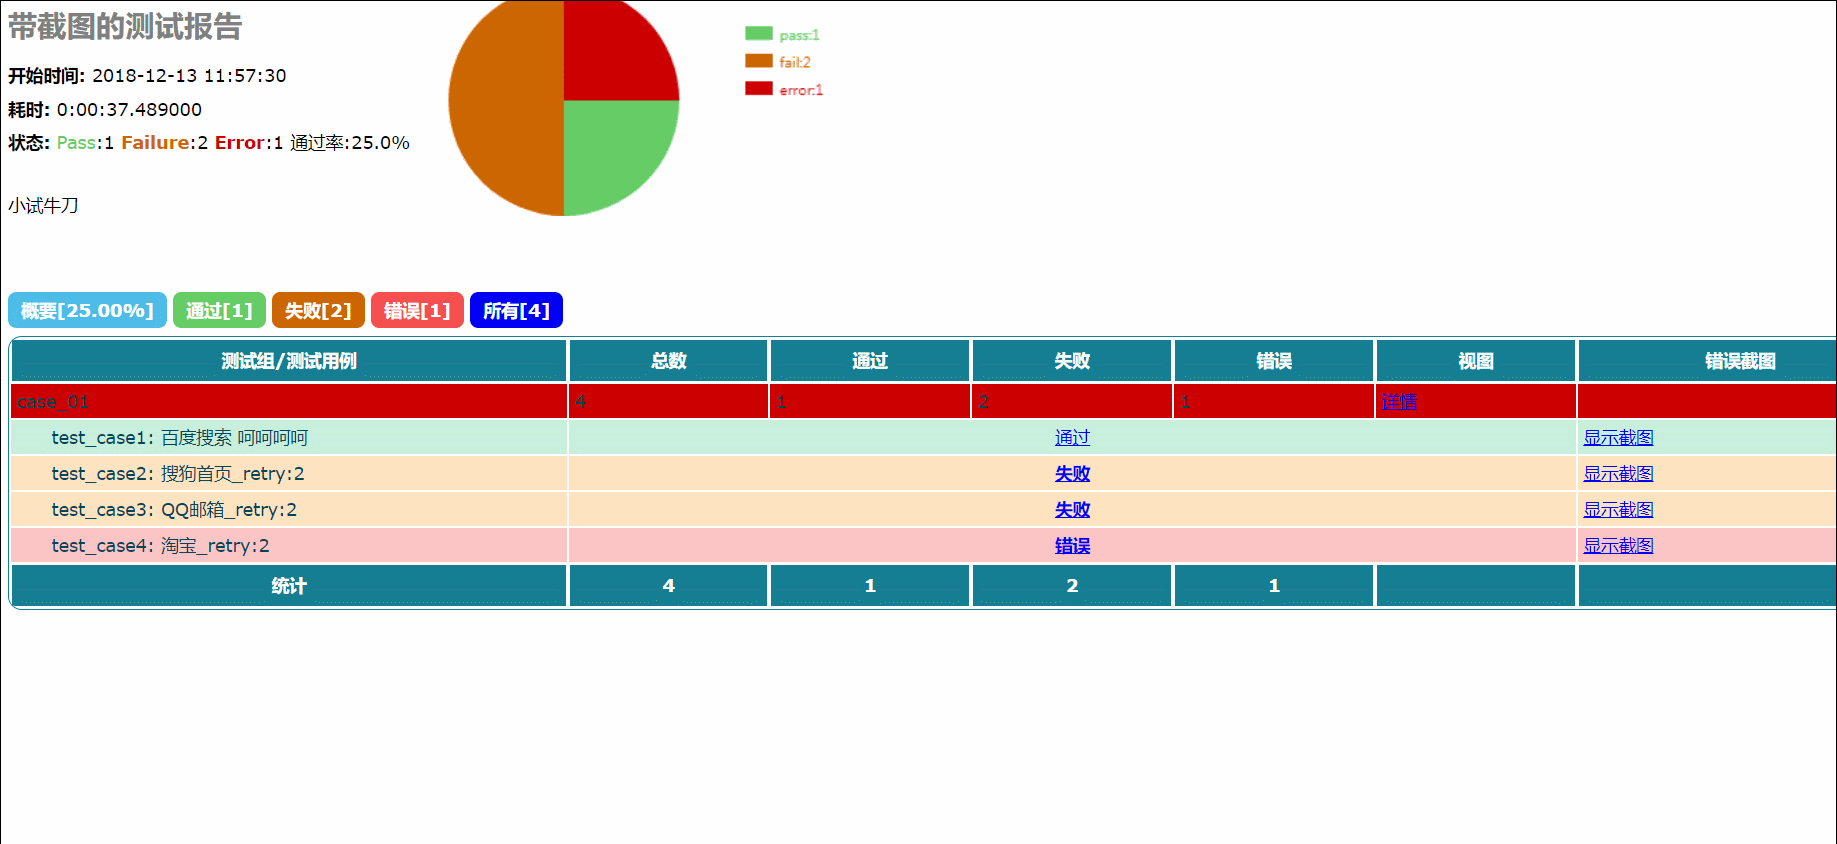 带截图的测试报告
开始时间: 2018-12-13 11:57:30
耗时: 0:00:37.489000
状态: Pass:1 Failure:2 Error:1 通过率:25.0%
小试牛刀
pass:1
fail:2
error:1
概要[25.00%] 通过[1] 失败[2] 错误[1] 所有[4]
测试组/测试用例 总数 通过 失败 错误 视图 错误截图
case_01 4 1 2 1 详情
test_case1: 百度搜索 呵呵呵呵 通过 显示截图
test_case2: 搜狗首页_retry:2 失败 显示截图
test_case3: QQ邮箱_retry:2 失败 显示截图
test_case4: 淘宝_retry:2 错误 显示截图
统计 4 1 2 1